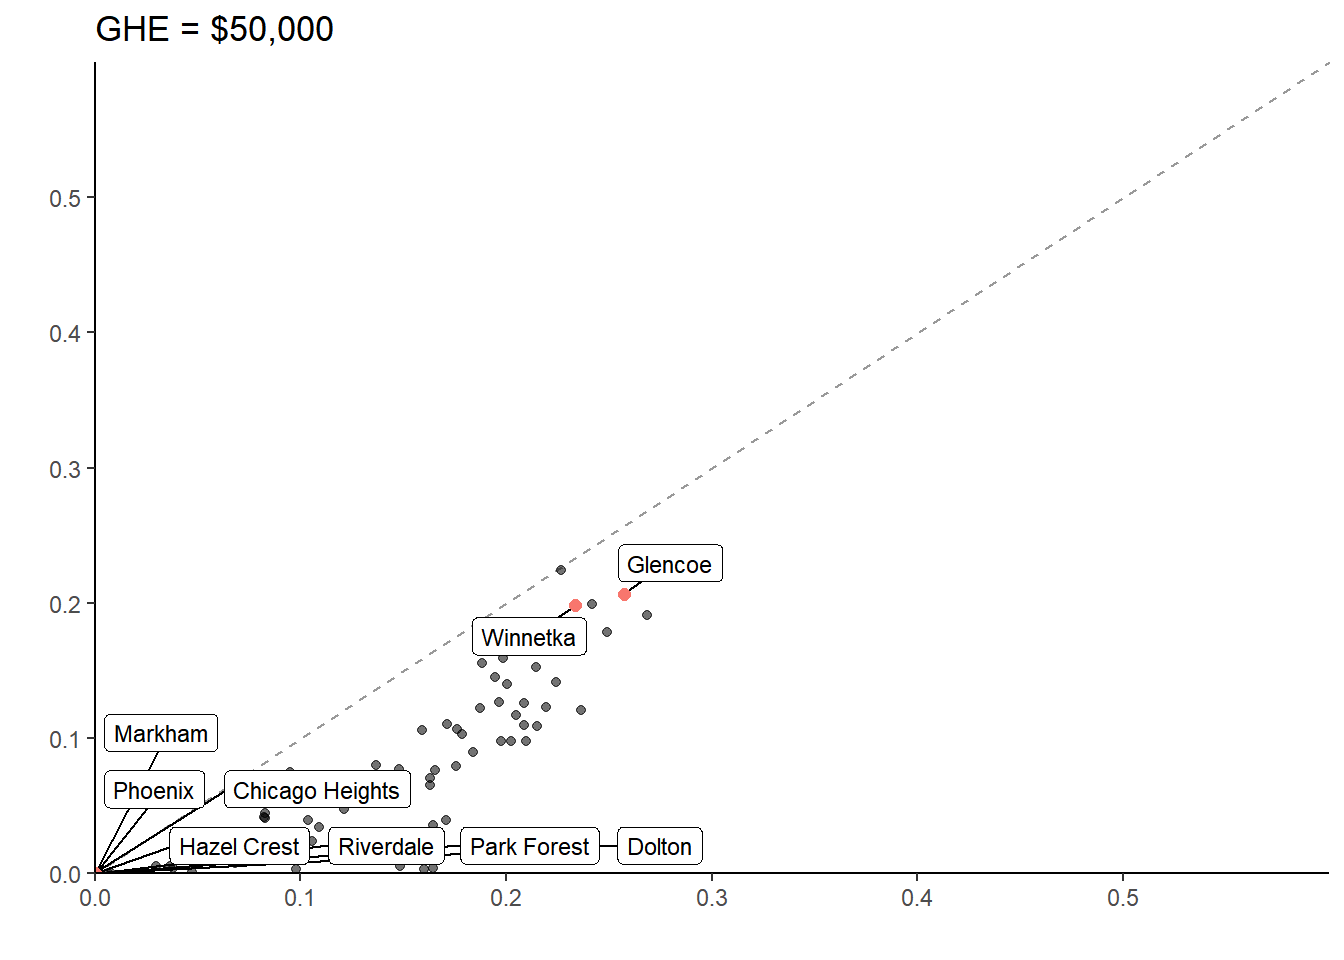 GHE = $50,000
0.5
0.4
0.3
Glencoe
0.2
Winnetka
Markham
0.1
Phoenix Chicago Heights
Hazel Crest Riverdale Park Forest Dolton
0.0
0.0 0.1 0.2 0.3 0.4 0.5